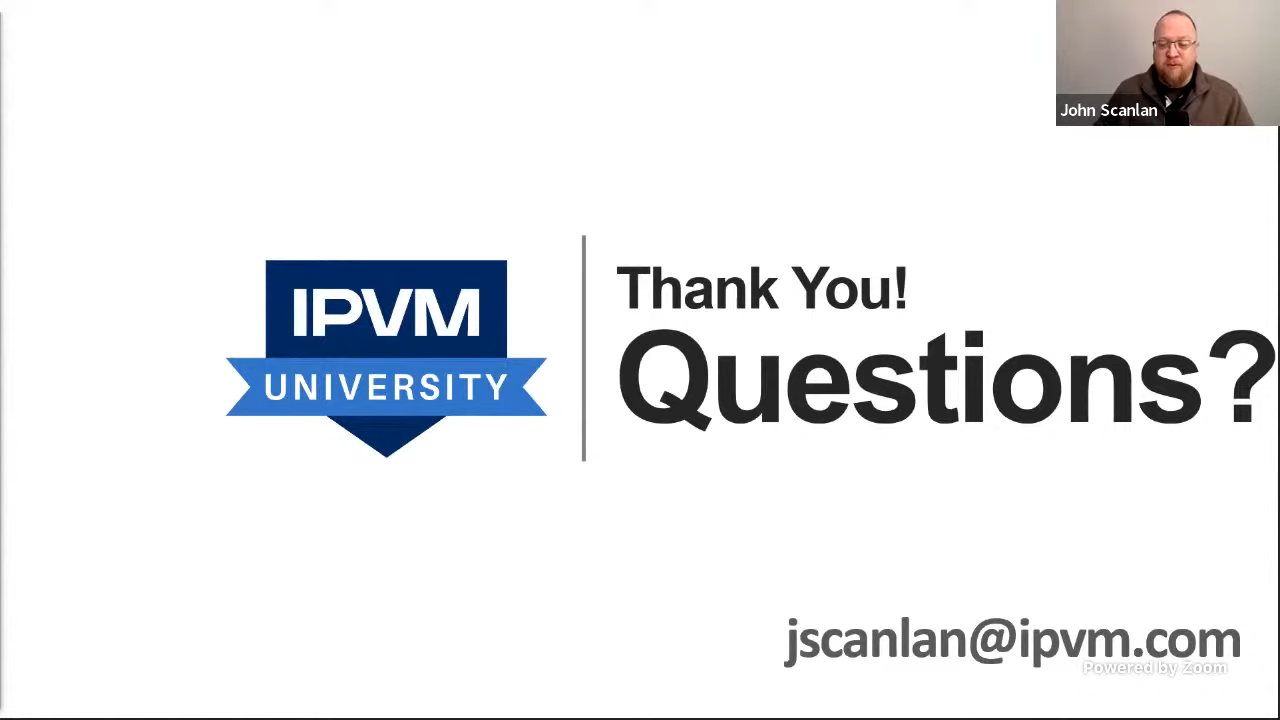 John Scanlan
IPVM
UNIVERSITY
Thank You!
Questions?
jscanlan@ipvm.com
Powered by Zoom